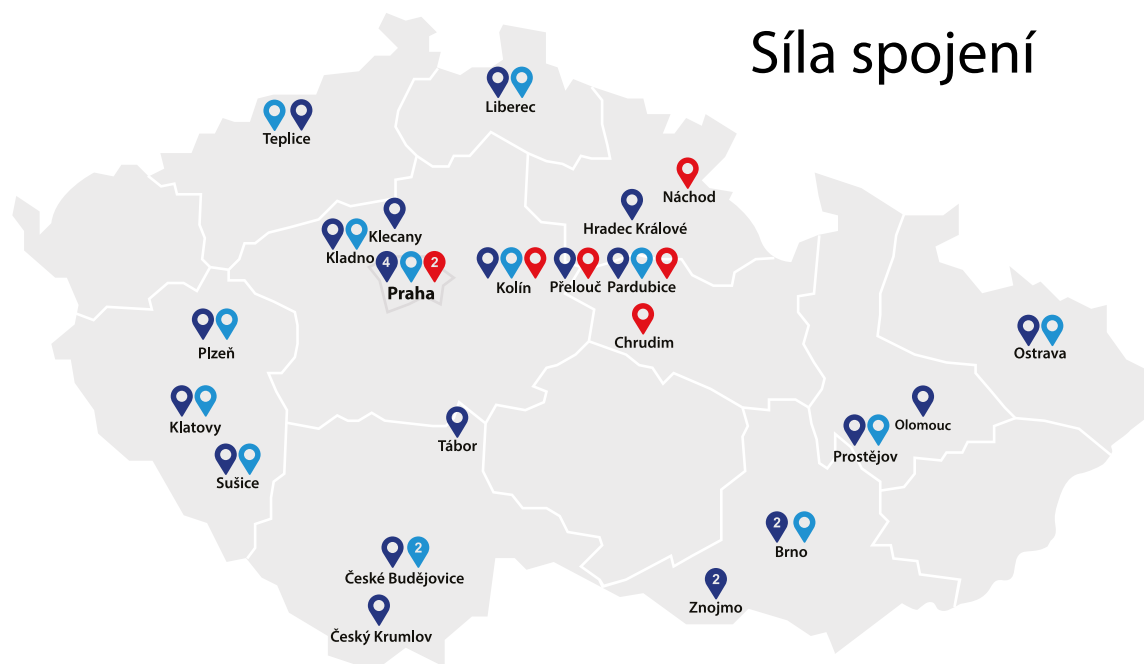 Síla spojení
Liberec
Teplice
Náchod
Hradec Králové
Klecany
Kladno
4
2
Praha
Kolín
Přelouč
Pardubice
Chrudim
Plzeň
Ostrava
Klatovy
Olomouc
Tábor
Prostějov
Sušice
2
Brno
2
České Budějovice
2
Znojmo
Český Krumlov